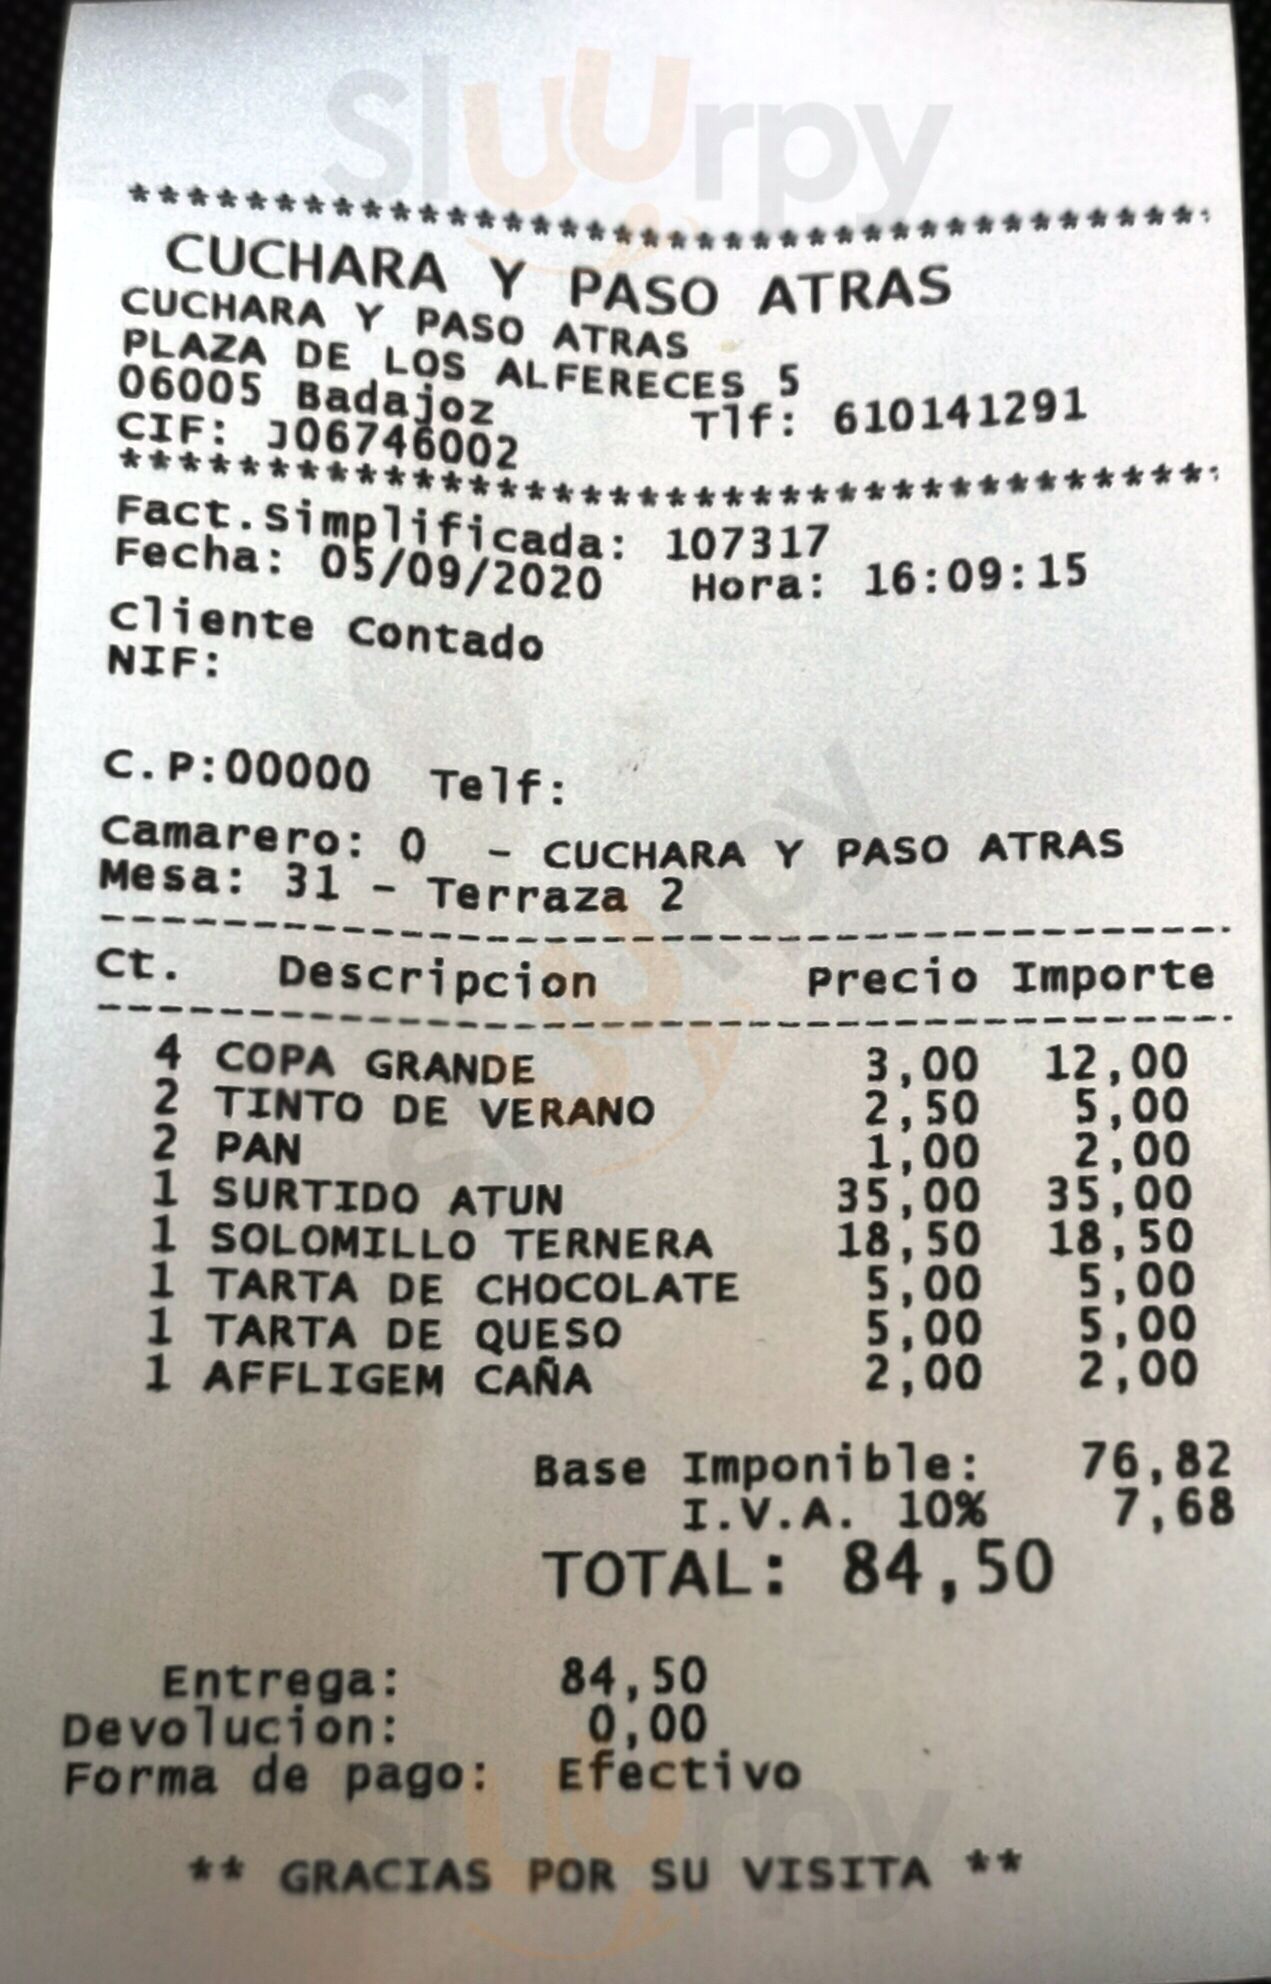 Sluurpy
****************************************
CUCHARA Y PASO ATRAS
CUCHARA Y PASO ATRAS
PLAZA DE LOS ALFERECES 5
06005 Badajoz Tlf: 610141291
CIF: J06746002
****************************************
Fact.Simplificada: 107317
Fecha: 05/09/2020 Hora: 16:09:15
Cliente Contado
NIF:
C.P:00000 Telf:
Camarero: 0 - CUCHARA Y PASO ATRAS
Mesa: 31 - Terraza 2
----------------------------------------
Ct. Descripcion Precio Importe
----------------------------------------
4 COPA GRANDE 3,00 12,00
2 TINTO DE VERANO 2,50 5,00
2 PAN 1,00 2,00
1 SURTIDO ATUN 35,00 35,00
1 SOLOMILLO TERNERA 18,50 18,50
1 TARTA DE CHOCOLATE 5,00 5,00
1 TARTA DE QUESO 5,00 5,00
1 AFFLIGEM CAÑA 2,00 2,00
Base Imponible: 76,82
I.V.A. 10% 7,68
TOTAL: 84,50
Entrega: 84,50
Devolucion: 0,00
Forma de pago: Efectivo
** GRACIAS POR SU VISITA **
Sluurpy
Sluurpy